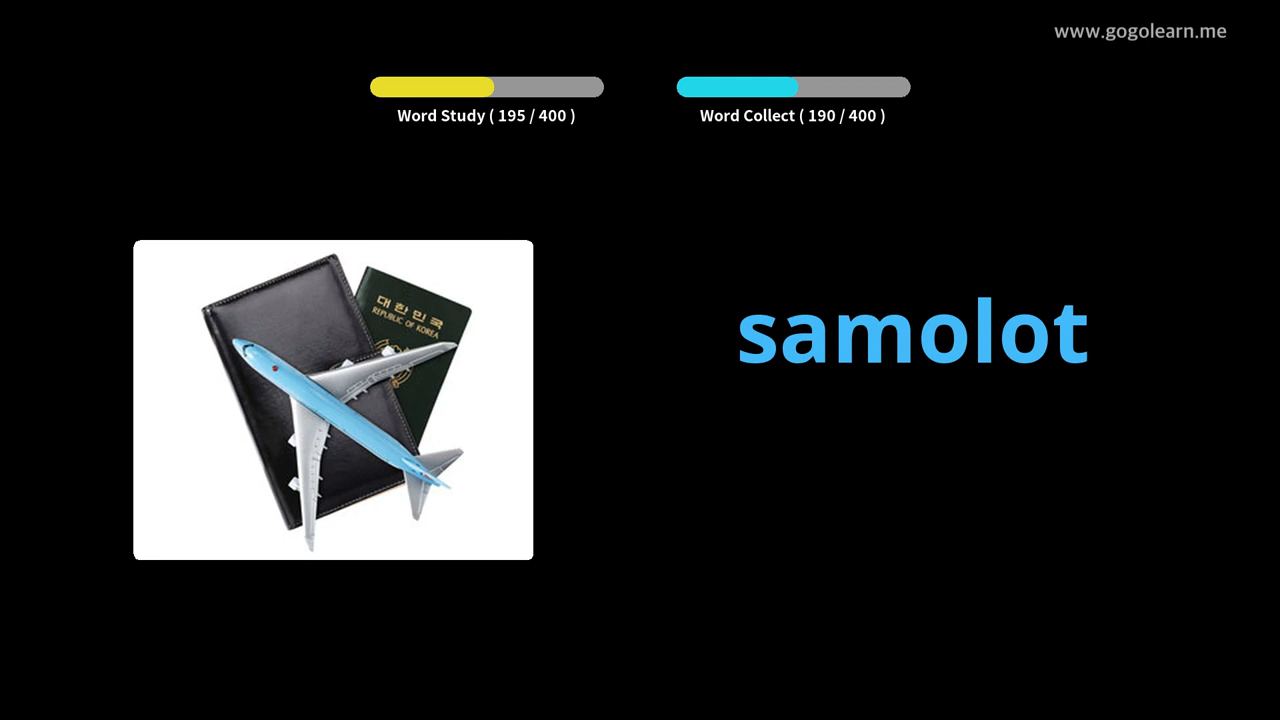 www.gogolearn.me
Word Study ( 195 / 400 )
Word Collect ( 190 / 400 )
대한민국
REPUBLIC OF KOREA
samolot